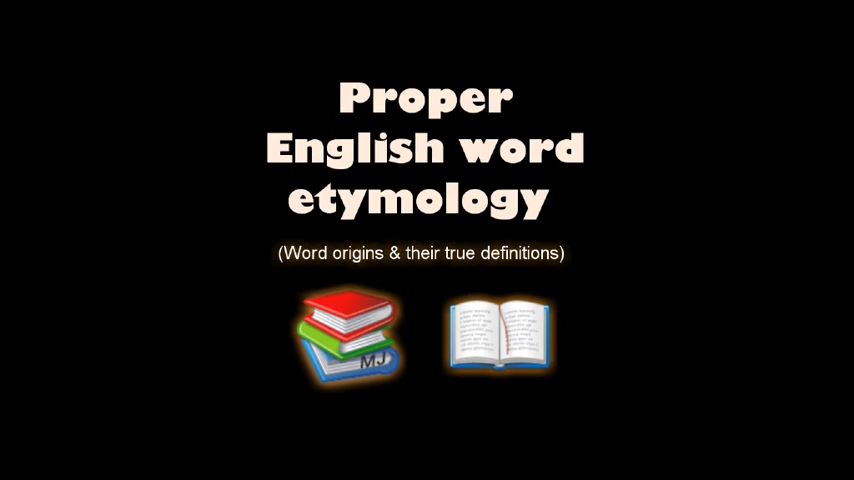 Proper
English word
etymology
(Word origins & their true definitions)
MJ